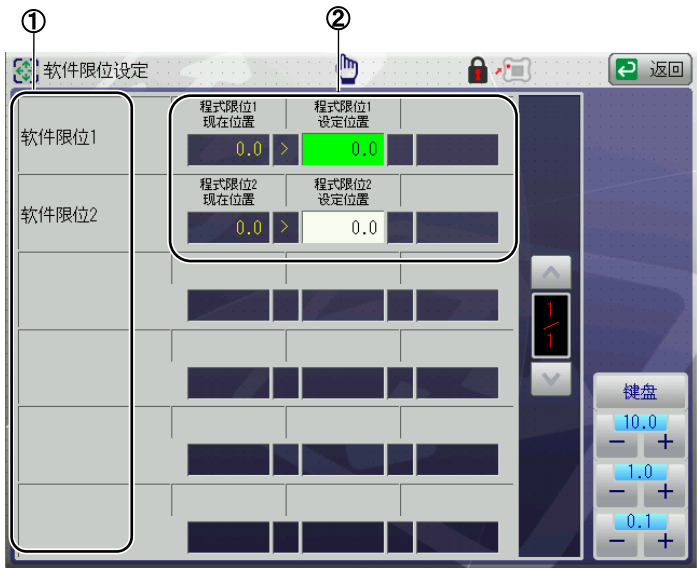 ① ②
软件限位设定 返回
程式限位1 程式限位1
现在位置 设定位置
软件限位1
0.0 > 0.0
程式限位2 程式限位2
现在位置 设定位置
软件限位2
0.0 > 0.0
1/1
键盘
10.0
− +
1.0
− +
0.1
− +